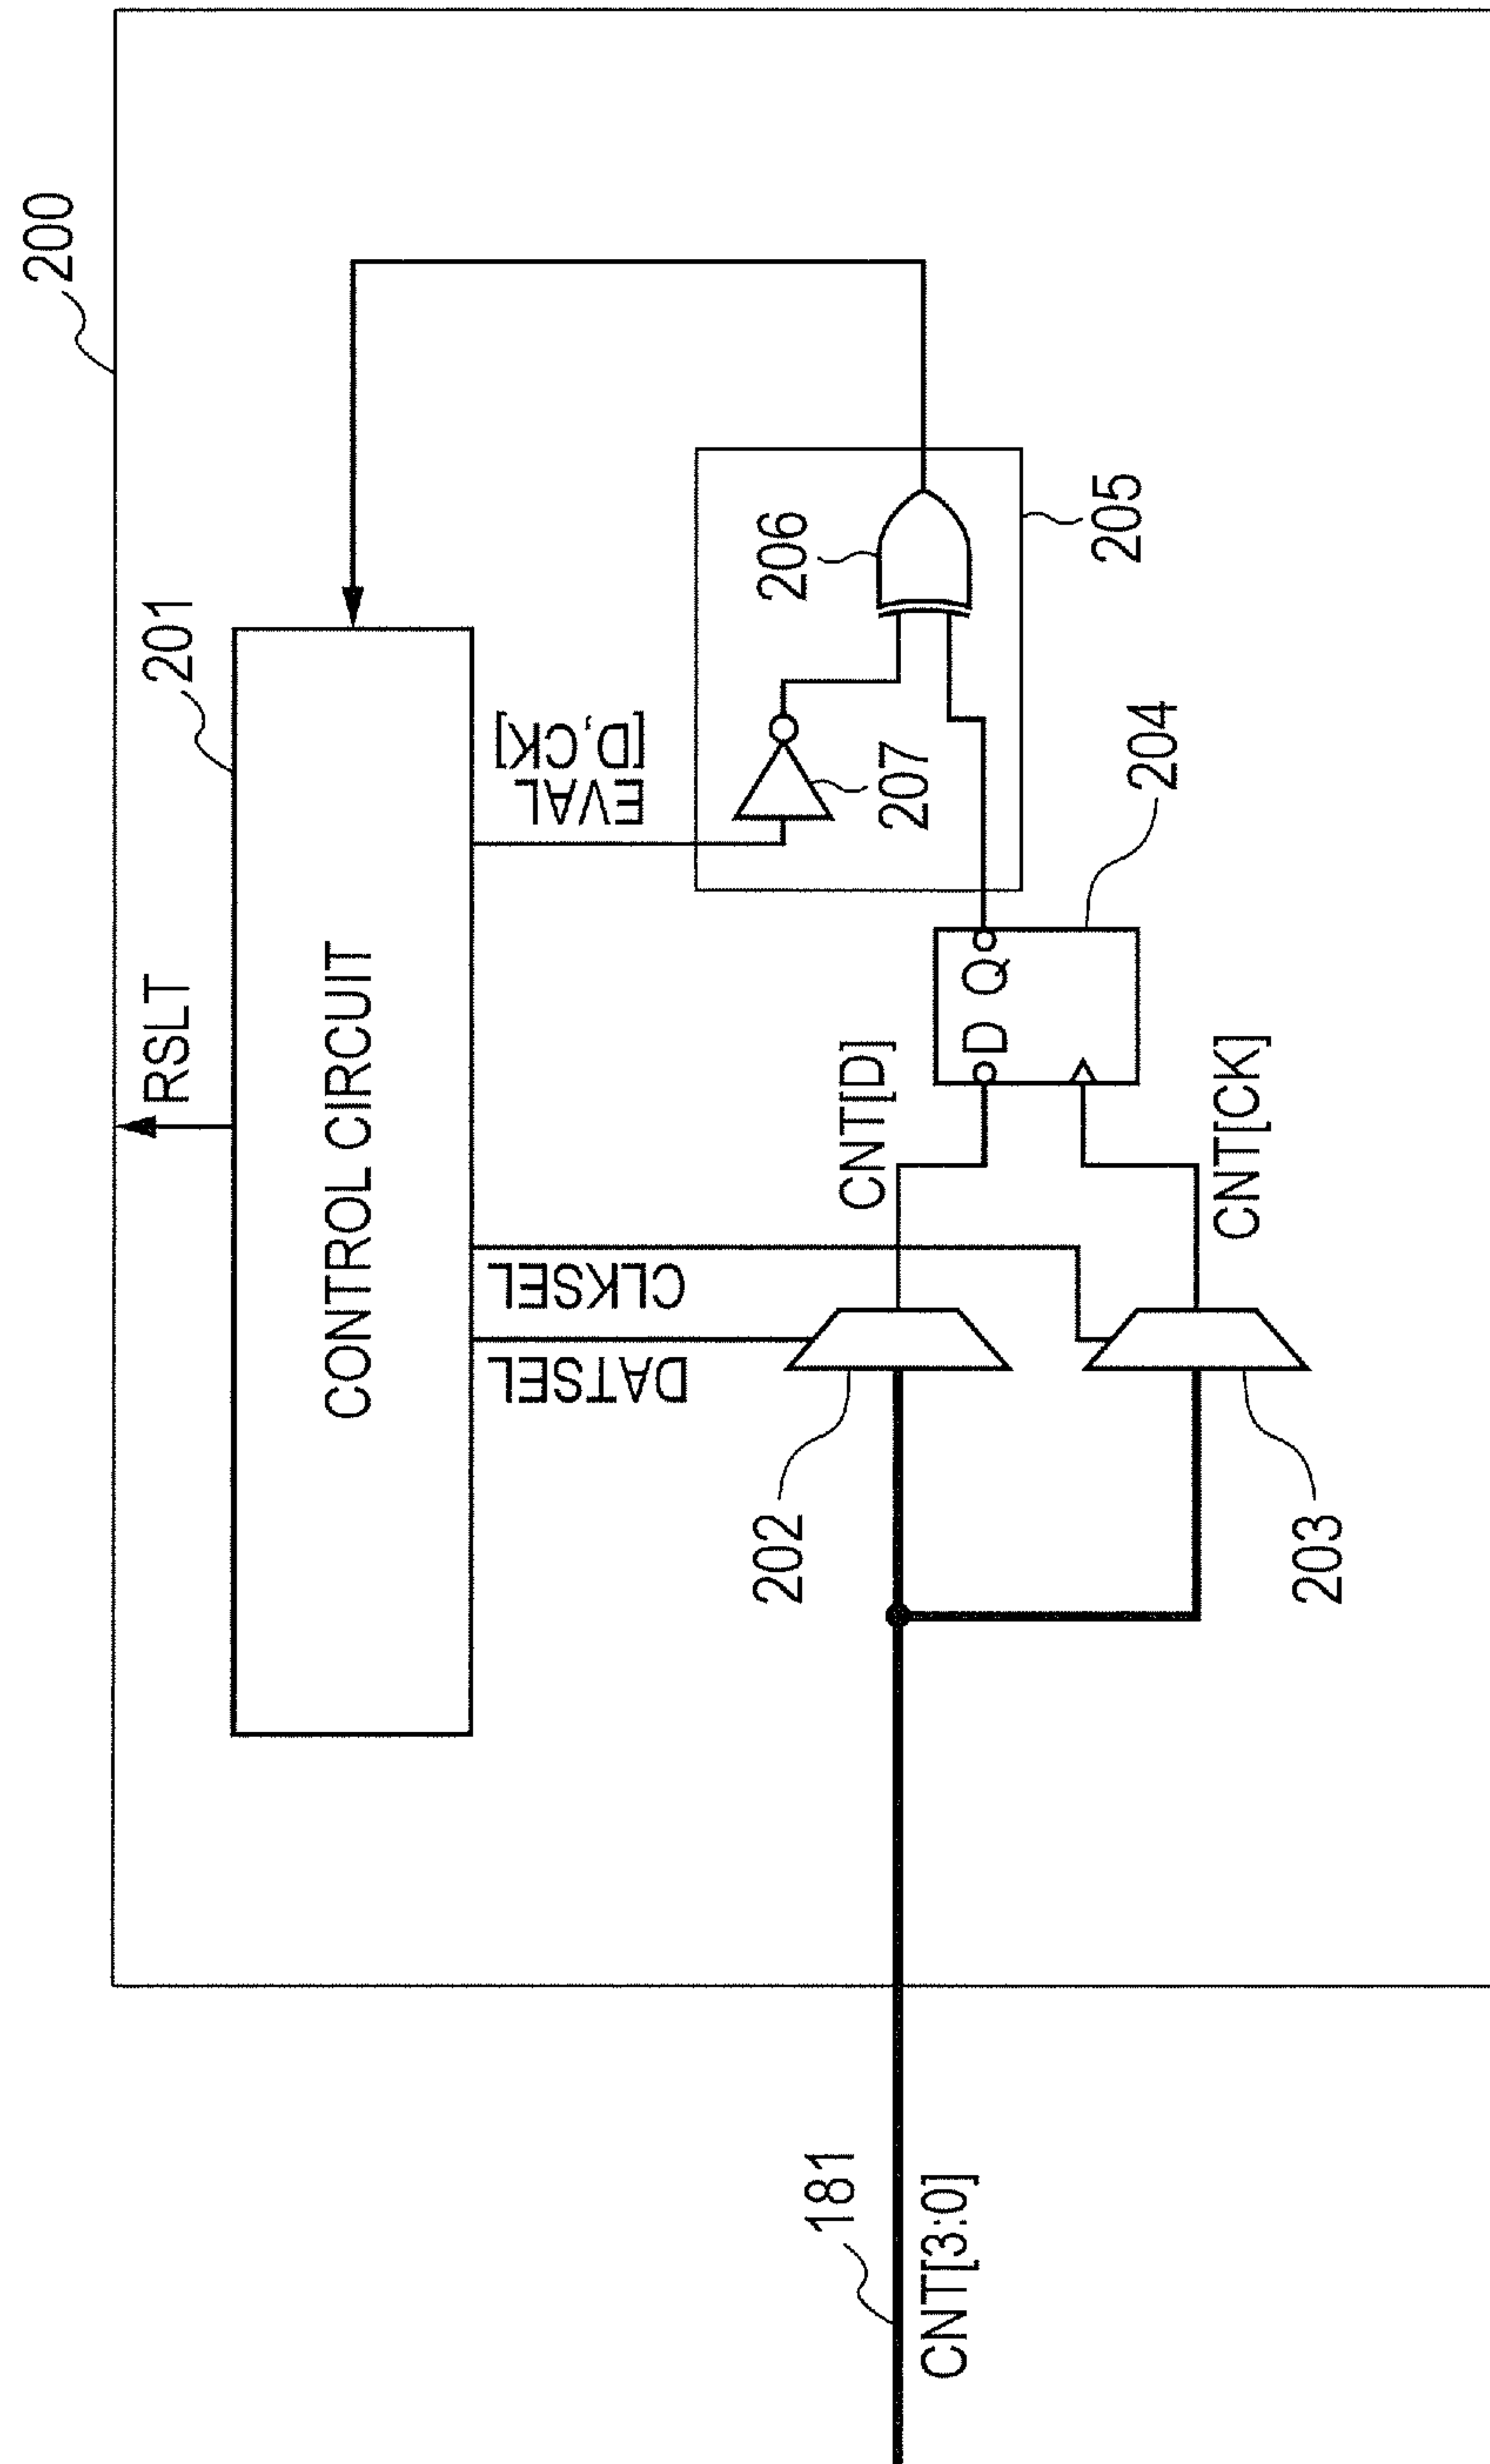 200
RSLT
201
CONTROL CIRCUIT
DATSEL
CLKSEL
EVAL
[D,CK]
206
207
205
202
CNT[D]
D Q
204
203
CNT[CK]
181
CNT[3:0]